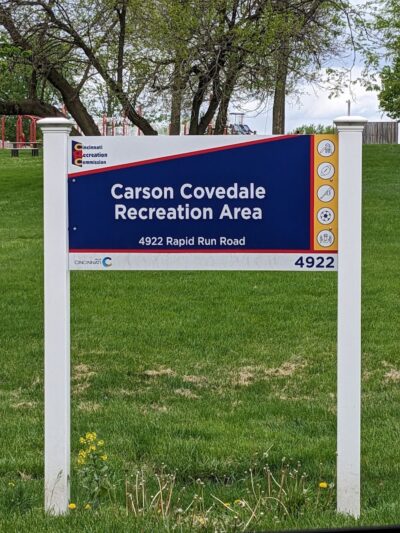 Cincinnati
Recreation
Commission
Carson Covedale
Recreation Area
4922 Rapid Run Road
CINCINNATI
4922